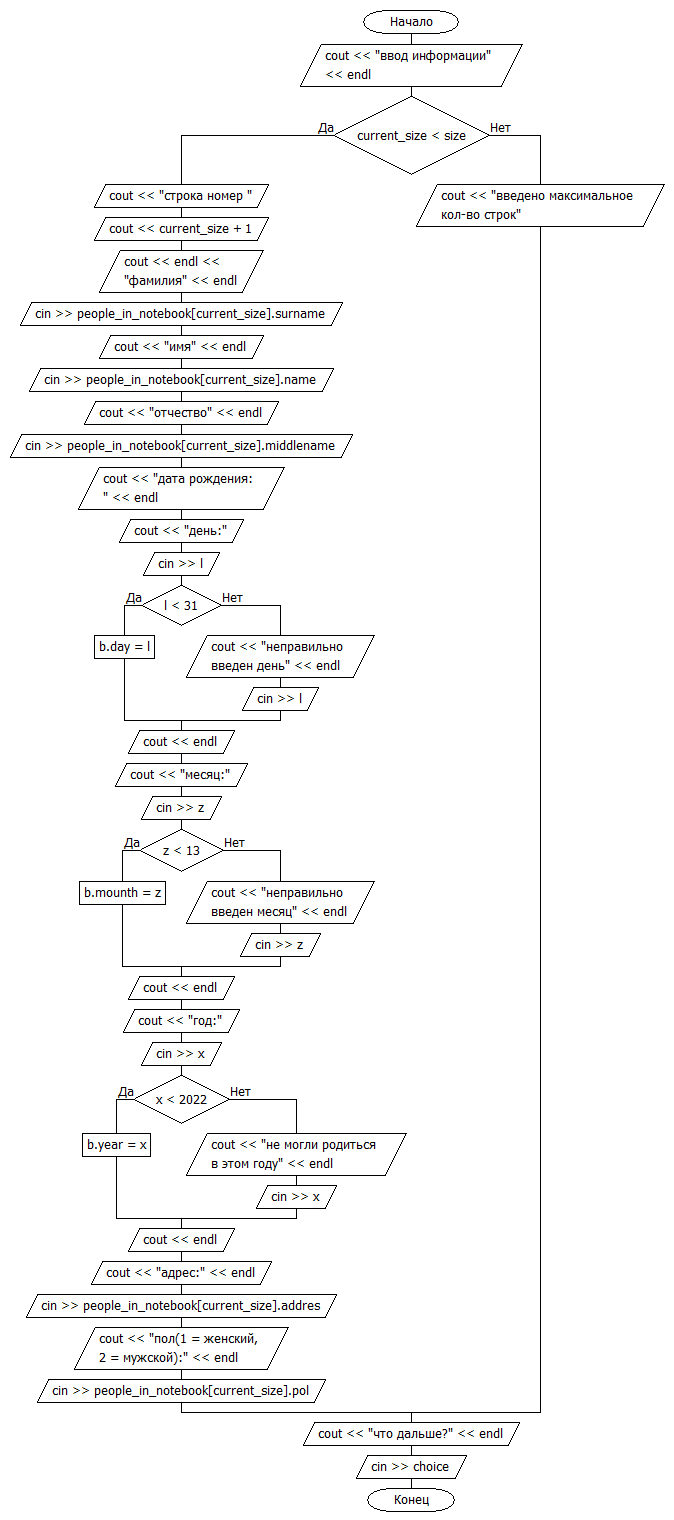 Начало
cout << "ввод информации"
<< endl
current_size < size
Да
Нет
cout << "строка номер "
cout << "введено максимальное
кол-во строк"
cout << current_size + 1
cout << endl <<
"фамилия" << endl
cin >> people_in_notebook[current_size].surname
cout << "имя" << endl
cin >> people_in_notebook[current_size].name
cout << "отчество" << endl
cin >> people_in_notebook[current_size].middlename
cout << "дата рождения:
" << endl
cout << "день:"
cin >> l
l < 31
Да
Нет
b.day = l
cout << "неправильно
введен день" << endl
cin >> l
cout << endl
cout << "месяц:"
cin >> z
z < 13
Да
Нет
b.mounth = z
cout << "неправильно
введен месяц" << endl
cin >> z
cout << endl
cout << "год:"
cin >> x
x < 2022
Да
Нет
b.year = x
cout << "не могли родиться
в этом году" << endl
cin >> x
cout << endl
cout << "адрес:" << endl
cin >> people_in_notebook[current_size].addres
cout << "пол(1 = женский,
2 = мужской):" << endl
cin >> people_in_notebook[current_size].pol
cout << "что дальше?" << endl
cin >> choice
Конец